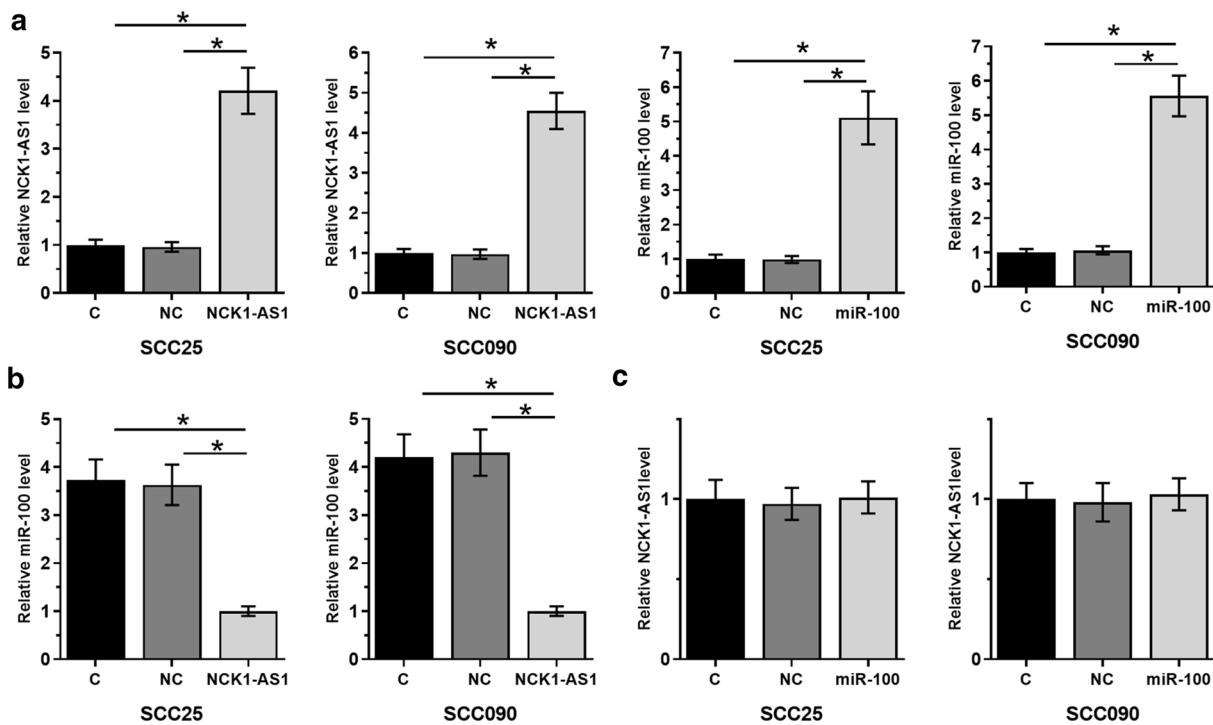 a
* * * * * * * *
Relative NCK1-AS1 level
5
4
3
2
1
0
C NC NCK1-AS1
SCC25
Relative NCK1-AS1 level
6
5
4
3
2
1
0
C NC NCK1-AS1
SCC090
Relative miR-100 level
7
6
5
4
3
2
1
0
C NC miR-100
SCC25
Relative miR-100 level
7
6
5
4
3
2
1
0
C NC miR-100
SCC090
b
* * * *
Relative miR-100 level
5
4
3
2
1
0
C NC NCK1-AS1
SCC25
Relative miR-100 level
5
4
3
2
1
0
C NC NCK1-AS1
SCC090
c
Relative NCK1-AS1level
1
0
C NC miR-100
SCC25
Relative NCK1-AS1level
1
0
C NC miR-100
SCC090